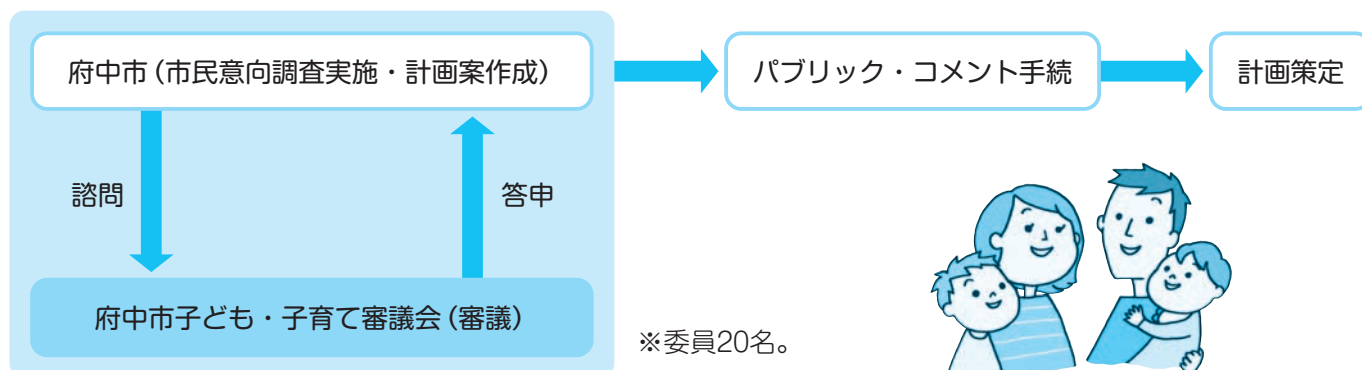 府中市（市民意向調査実施・計画案作成）
パブリック・コメント手続
計画策定
諮問
答申
府中市子ども・子育て審議会（審議）
※委員20名。